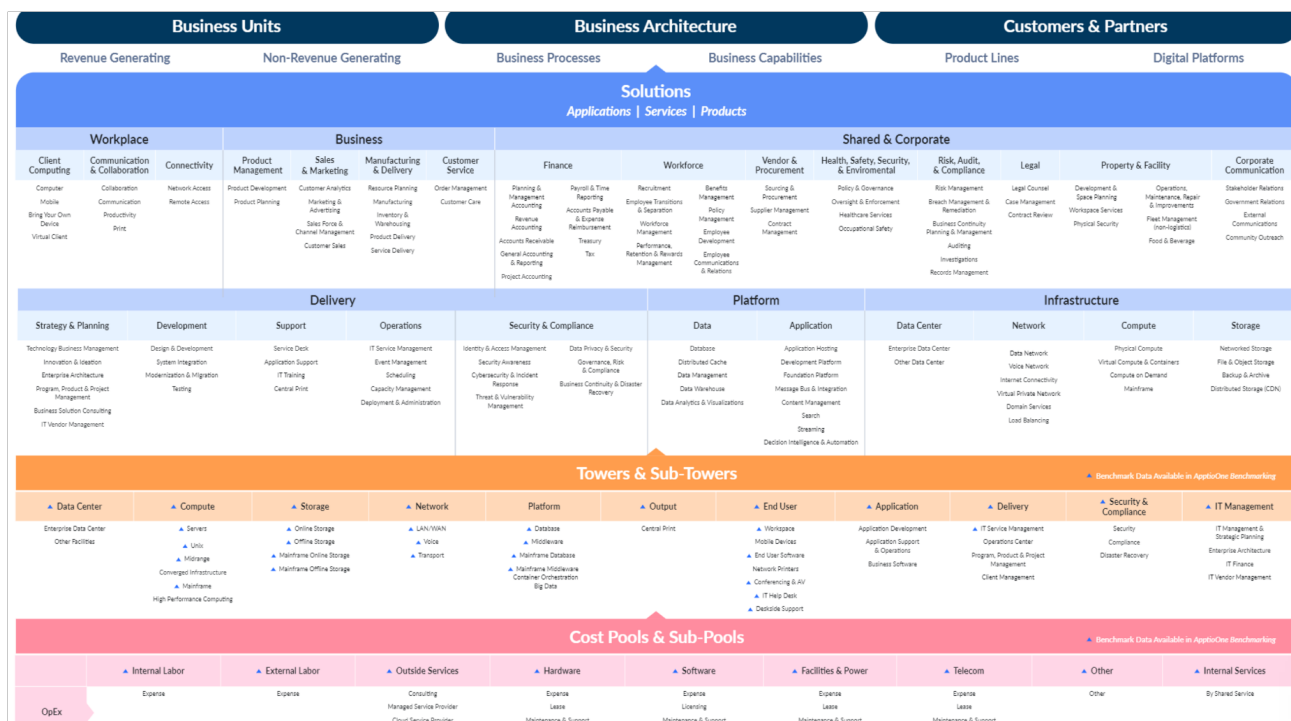 Business Units
Business Architecture
Customers & Partners
Revenue Generating
Non-Revenue Generating
Business Processes
Business Capabilities
Product Lines
Digital Platforms
Solutions
Applications | Services | Products
Workplace
Business
Shared & Corporate
Client
Computing
Communication
& Collaboration
Connectivity
Product
Management
Sales
& Marketing
Manufacturing
& Delivery
Customer
Service
Finance
Workforce
Vendor &
Procurement
Health, Safety, Security,
& Enviromental
Risk, Audit,
& Compliance
Legal
Property & Facility
Corporate
Communication
Computer
Mobile
Bring Your Own
Device
Virtual Client
Collaboration
Communication
Productivity
Print
Network Access
Remote Access
Product Development
Product Planning
Customer Analytics
Marketing &
Advertising
Sales Force &
Channel Management
Customer Sales
Resource Planning
Manufacturing
Inventory &
Warehousing
Product Delivery
Service Delivery
Order Management
Customer Care
Planning &
Management
Accounting
Revenue
Accounting
Accounts Receivable
General Accounting
& Reporting
Project Accounting
Payroll & Time
Reporting
Accounts Payable
& Expense
Reimbursement
Treasury
Tax
Recruitment
Employee Transitions
& Separation
Workforce
Management
Performance,
Retention & Rewards
Management
Benefits
Management
Policy
Management
Employee
Development
Employee
Communications
& Relations
Sourcing &
Procurement
Supplier Management
Contract
Management
Policy & Governance
Oversight & Enforcement
Healthcare Services
Occupational Safety
Risk Management
Breach Management &
Remediation
Business Continuity
Planning & Management
Auditing
Investigations
Records Management
Legal Counsel
Case Management
Contract Review
Development &
Space Planning
Workspace Services
Physical Security
Operations,
Maintenance, Repair
& Improvements
Fleet Management
(non-logistics)
Food & Beverage
Stakeholder Relations
Government Relations
External
Communications
Community Outreach
Delivery
Platform
Infrastructure
Strategy & Planning
Development
Support
Operations
Security & Compliance
Data
Application
Data Center
Network
Compute
Storage
Technology Business Management
Innovation & Ideation
Enterprise Architecture
Program, Product & Project
Management
Business Solution Consulting
IT Vendor Management
Design & Development
System Integration
Modernization & Migration
Testing
Service Desk
Application Support
IT Training
Central Print
IT Service Management
Event Management
Scheduling
Capacity Management
Deployment & Administration
Identity & Access Management
Security Awareness
Cybersecurity & Incident
Response
Threat & Vulnerability
Management
Data Privacy & Security
Governance, Risk
& Compliance
Business Continuity & Disaster
Recovery
Database
Distributed Cache
Data Management
Data Warehouse
Data Analytics & Visualizations
Application Hosting
Development Platform
Foundation Platform
Message Bus & Integration
Content Management
Search
Streaming
Decision Intelligence & Automation
Enterprise Data Center
Other Data Center
Data Network
Voice Network
Internet Connectivity
Virtual Private Network
Domain Services
Load Balancing
Physical Compute
Virtual Compute & Containers
Compute on Demand
Mainframe
Networked Storage
File & Object Storage
Backup & Archive
Distributed Storage (CDN)
Towers & Sub-Towers
Benchmark Data Available in ApptioOne Benchmarking
Data Center
Compute
Storage
Network
Platform
Output
End User
Application
Delivery
Security &
Compliance
IT Management
Enterprise Data Center
Other Facilities
Servers
Unix
Midrange
Converged Infrastructure
Mainframe
High Performance Computing
Online Storage
Offline Storage
Mainframe Online Storage
Mainframe Offline Storage
LAN/WAN
Voice
Transport
Database
Middleware
Mainframe Database
Mainframe Middleware
Container Orchestration
Big Data
Central Print
Workspace
Mobile Devices
End User Software
Network Printers
Conferencing & AV
IT Help Desk
Deskside Support
Application Development
Application Support
& Operations
Business Software
IT Service Management
Operations Center
Program, Product & Project
Management
Client Management
Security
Compliance
Disaster Recovery
IT Management &
Strategic Planning
Enterprise Architecture
IT Finance
IT Vendor Management
Cost Pools & Sub-Pools
Benchmark Data Available in ApptioOne Benchmarking
Internal Labor
External Labor
Outside Services
Hardware
Software
Facilities & Power
Telecom
Other
Internal Services
OpEx
Expense
Expense
Consulting
Managed Service Provider
Cloud Service Provider
Expense
Lease
Maintenance & Support
Expense
Licensing
Maintenance & Support
Expense
Lease
Maintenance & Support
Expense
Lease
Maintenance & Support
Other
By Shared Service